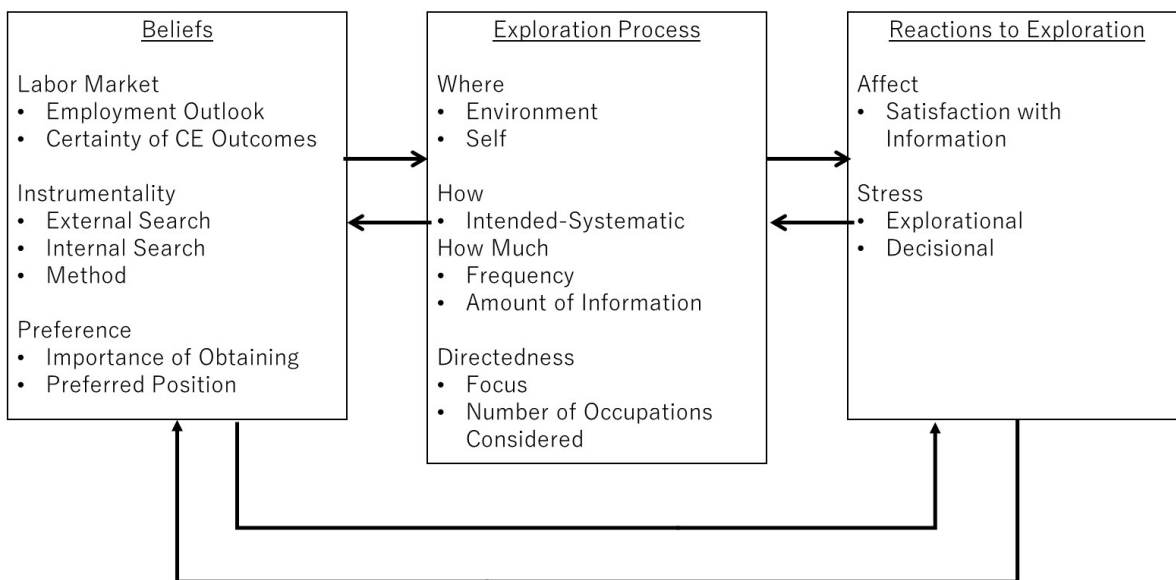 Beliefs
Labor Market
• Employment Outlook
• Certainty of CE Outcomes
Instrumentality
• External Search
• Internal Search
• Method
Preference
• Importance of Obtaining
• Preferred Position
Exploration Process
Where
• Environment
• Self
How
• Intended-Systematic
How Much
• Frequency
• Amount of Information
Directedness
• Focus
• Number of Occupations
Considered
Reactions to Exploration
Affect
• Satisfaction with
Information
Stress
• Explorational
• Decisional